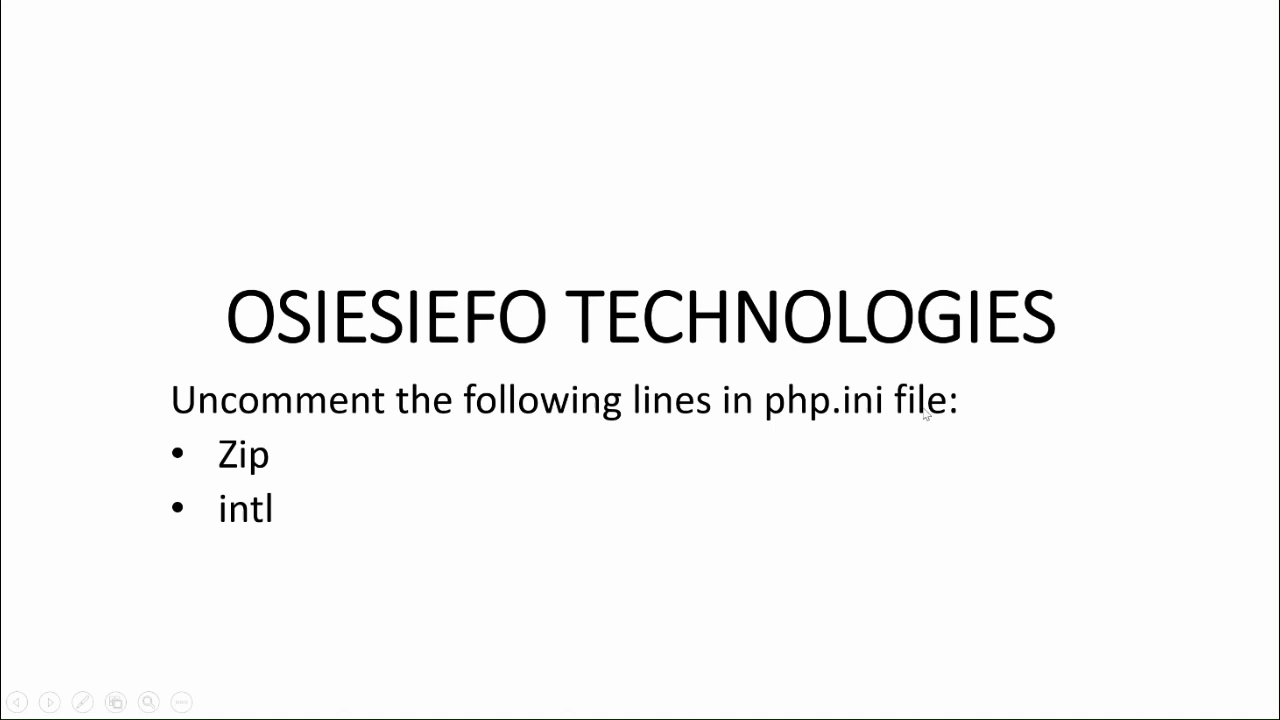 OSIESIEFO TECHNOLOGIES
Uncomment the following lines in php.ini file:
• Zip
• intl